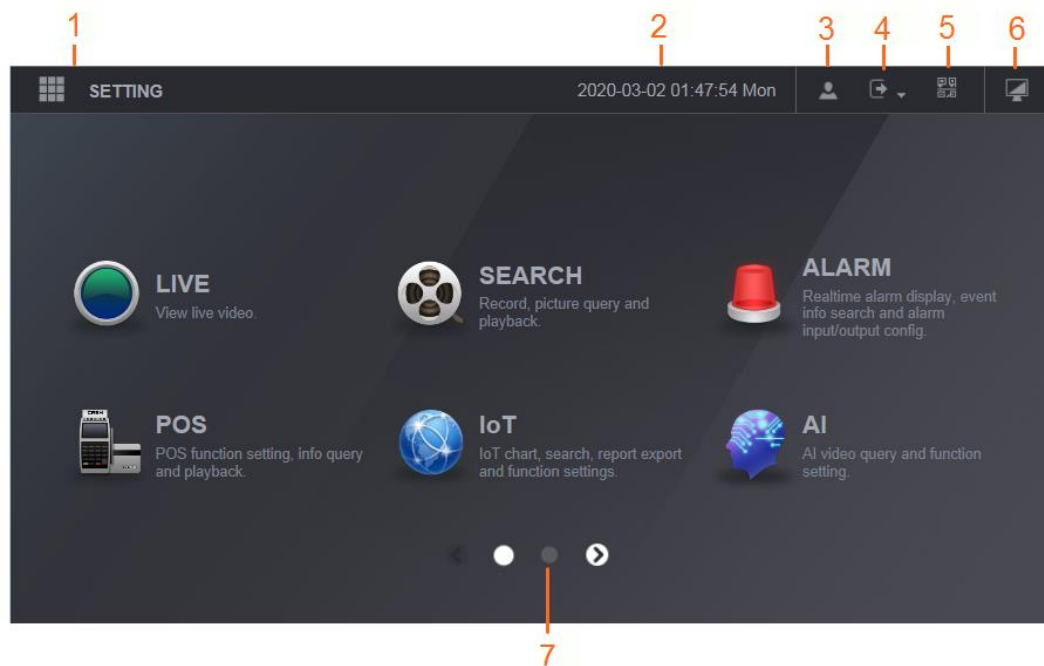 1
2
3
4
5
6
SETTING
2020-03-02 01:47:54 Mon
LIVE
View live video.
SEARCH
Record, picture query and
playback.
ALARM
Realtime alarm display, event
info search and alarm
input/output config.
POS
POS function setting, info query
and playback.
IoT
IoT chart, search, report export
and function settings.
AI
AI video query and function
setting.
7